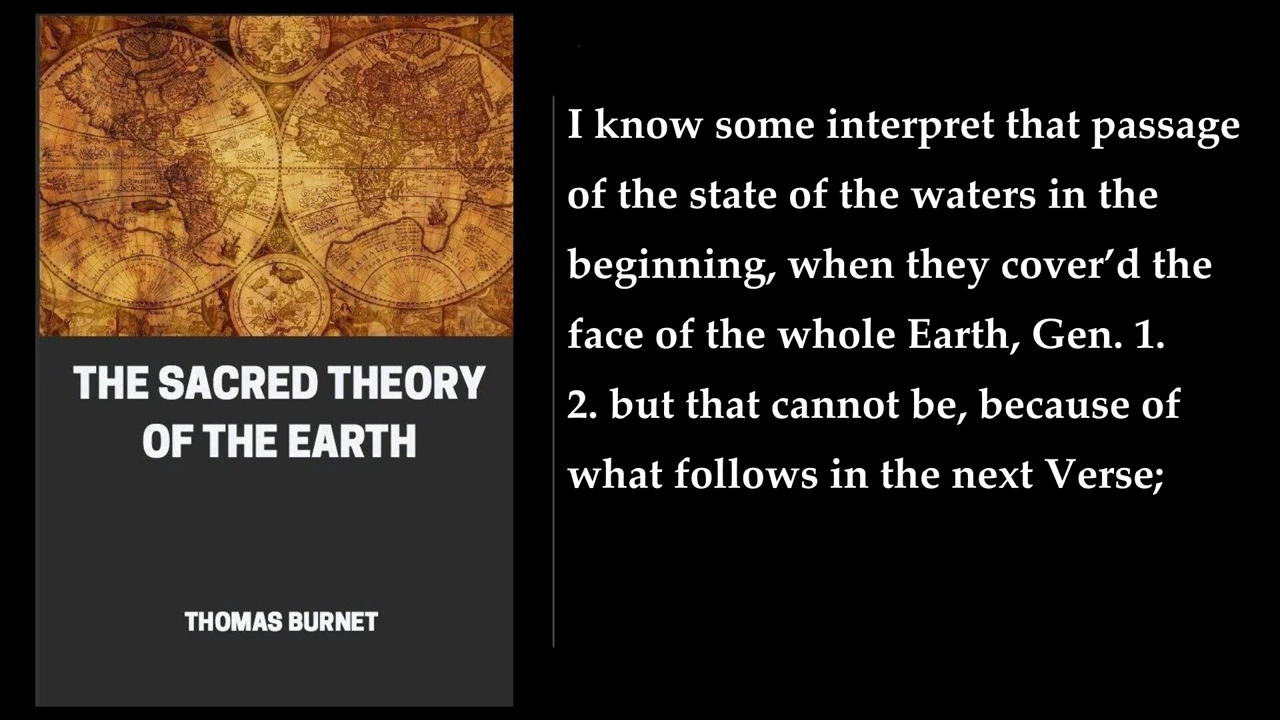 THE SACRED THEORY
OF THE EARTH
THOMAS BURNET
I know some interpret that passage
of the state of the waters in the
beginning, when they cover’d the
face of the whole Earth, Gen. 1.
2. but that cannot be, because of
what follows in the next Verse;